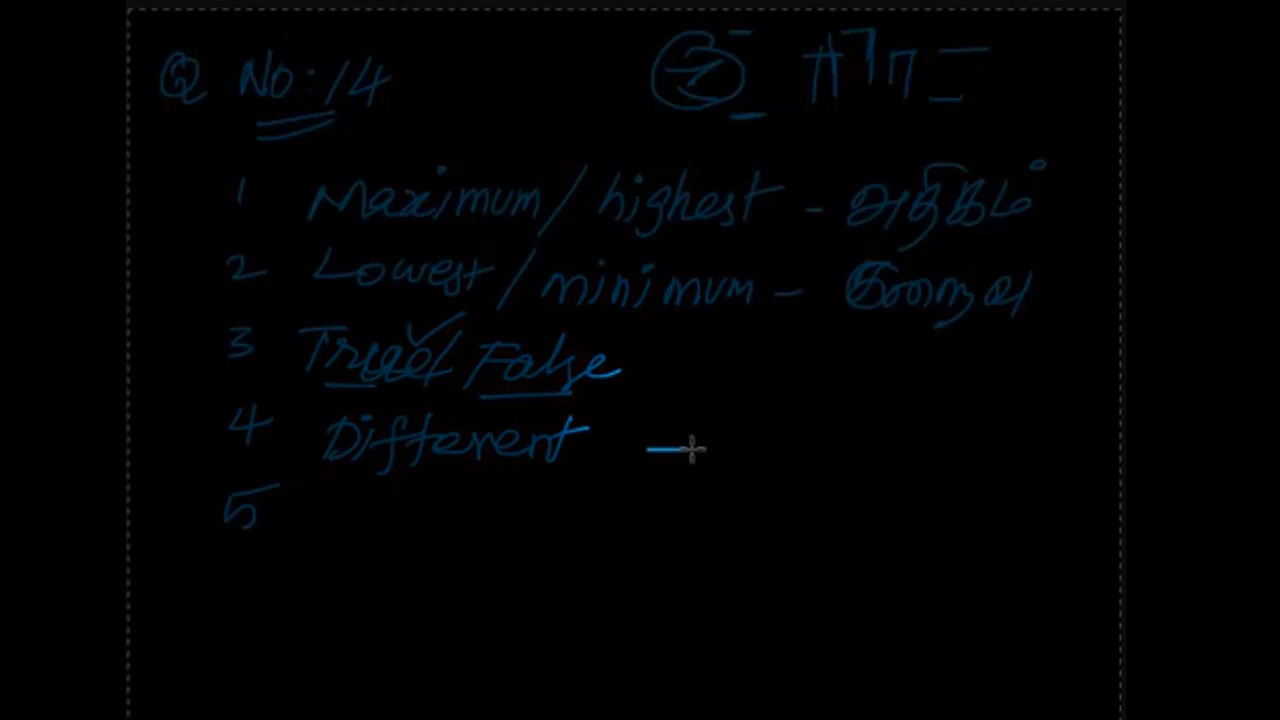 Q No: 14
1 Maximum / highest - அதிகம்
2 Lowest / minimum - குறைவு
3 True / False
4 Different -
5